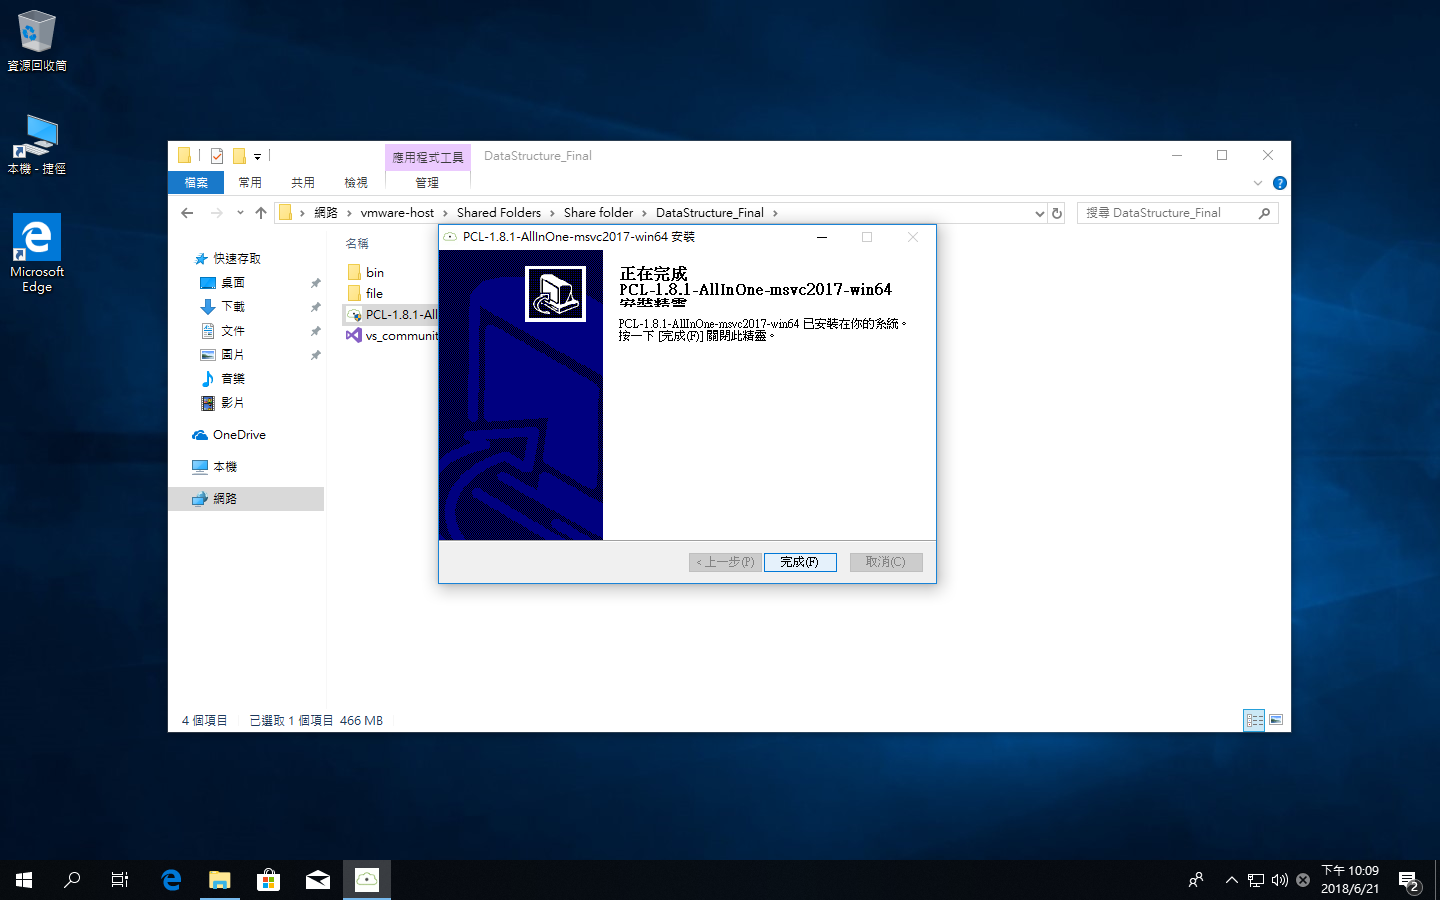 資源回收筒
本機 - 捷徑
Microsoft
Edge
應用程式工具
DataStructure_Final
檔案
常用
共用
檢視
管理
網路 › vmware-host › Shared Folders › Share folder › DataStructure_Final ›
搜尋 DataStructure_Final
快速存取
桌面
下載
文件
圖片
音樂
影片
OneDrive
本機
網路
名稱
bin
file
PCL-1.8.1-All
vs_communit
PCL-1.8.1-AllInOne-msvc2017-win64 安裝
正在完成
PCL-1.8.1-AllInOne-msvc2017-win64
安裝精靈
PCL-1.8.1-AllInOne-msvc2017-win64 已安裝在你的系統。
按一下 [完成(F)] 關閉此精靈。
< 上一步(P)
完成(F)
取消(C)
4 個項目
已選取 1 個項目 466 MB
下午 10:09
2018/6/21
2